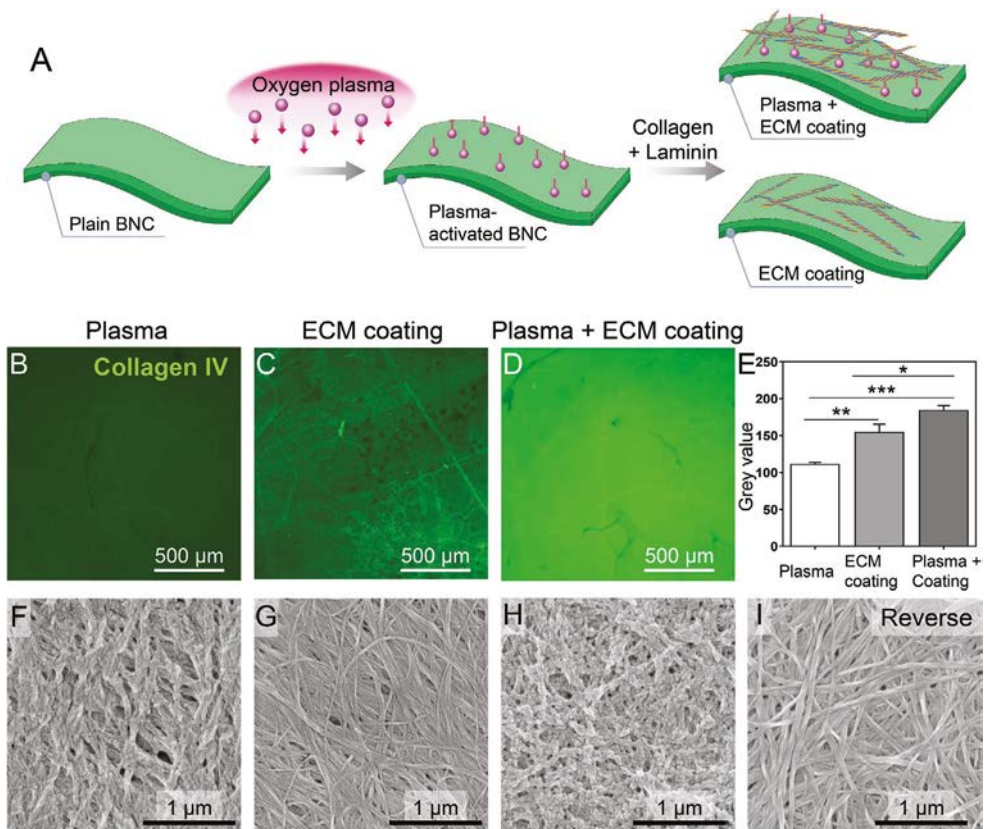 A
Oxygen plasma
Plain BNC
Plasma-
activated BNC
Collagen
+ Laminin
Plasma +
ECM coating
ECM coating
Plasma
ECM coating
Plasma + ECM coating
B
Collagen IV
500 µm
C
500 µm
D
500 µm
E
Grey value
250
200
150
100
50
0
*
***
**
Plasma
ECM
coating
Plasma +
Coating
F
1 µm
G
1 µm
H
1 µm
I
Reverse
1 µm